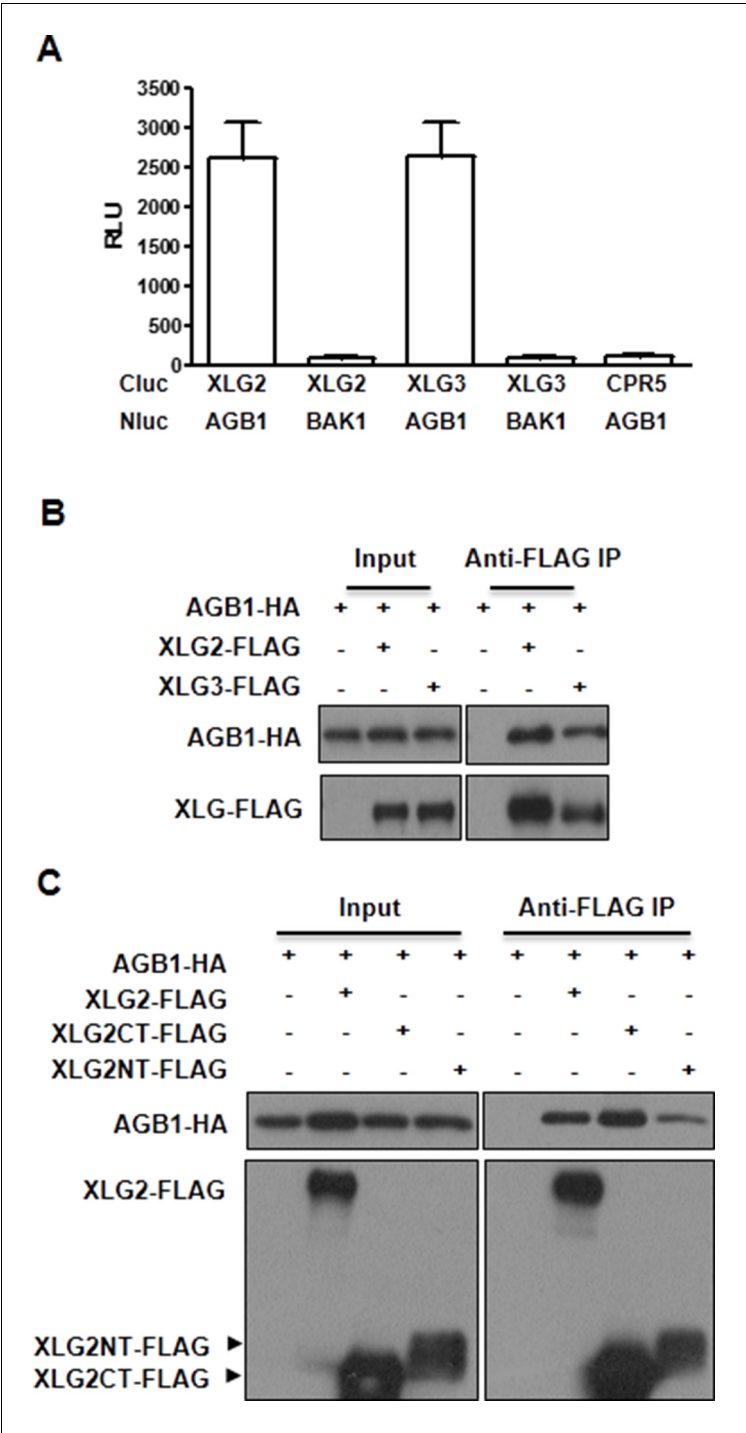 A
3500
3000
2500
2000
1500
1000
500
0
RLU
Cluc XLG2 XLG2 XLG3 XLG3 CPR5
Nluc AGB1 BAK1 AGB1 BAK1 AGB1
B
Input Anti-FLAG IP
AGB1-HA + + + + + +
XLG2-FLAG - + - - + -
XLG3-FLAG - - + - - +
AGB1-HA
XLG-FLAG
C
Input Anti-FLAG IP
AGB1-HA + + + + + + + +
XLG2-FLAG - + - - - + - -
XLG2CT-FLAG - - + - - - + -
XLG2NT-FLAG - - - + - - - +
AGB1-HA
XLG2-FLAG
XLG2NT-FLAG
XLG2CT-FLAG